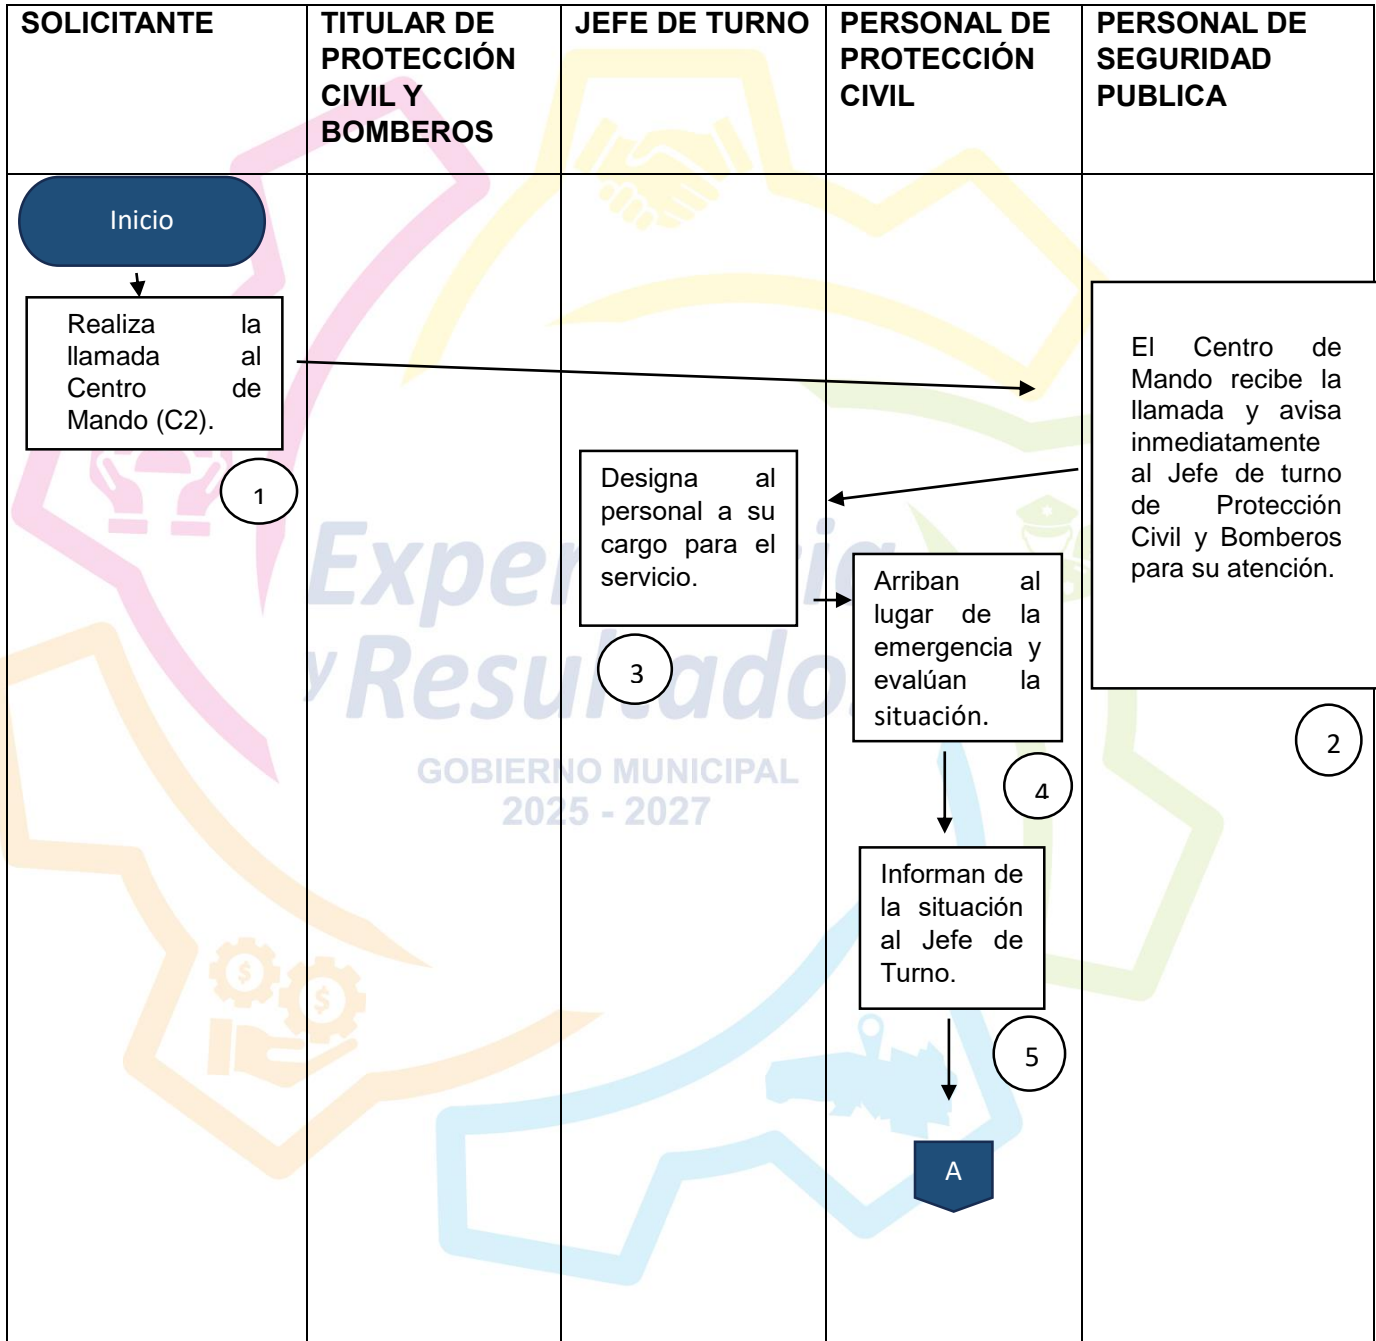 SOLICITANTE
TITULAR DE
PROTECCIÓN
CIVIL Y
BOMBEROS
JEFE DE TURNO
PERSONAL DE
PROTECCIÓN
CIVIL
PERSONAL DE
SEGURIDAD
PUBLICA
Inicio
Realiza la
llamada al
Centro de
Mando (C2).
1
El Centro de
Mando recibe la
llamada y avisa
inmediatamente
al Jefe de turno
de Protección
Civil y Bomberos
para su atención.
2
Designa al
personal a su
cargo para el
servicio.
3
Arriban al
lugar de la
emergencia y
evalúan la
situación.
4
Informan de
la situación
al Jefe de
Turno.
5
A
y
GOBIERNO MUNICIPAL
2025 - 2027